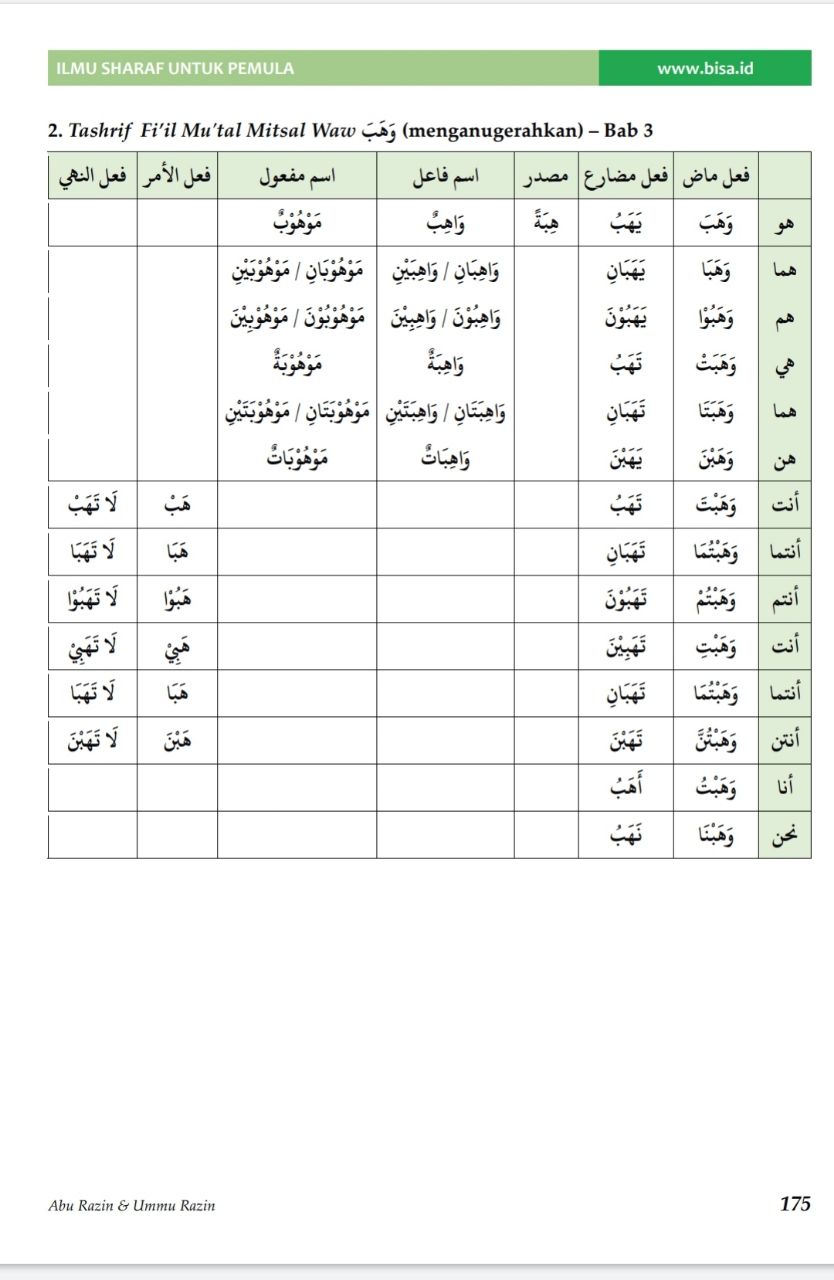 ILMU SHARAF UNTUK PEMULA www.bisa.id
2. Tashrif Fi'il Mu'tal Mitsal Waw وَهَبَ (menganugerahkan) – Bab 3
فعل ماض فعل مضارع مصدر اسم فاعل اسم مفعول فعل الأمر فعل النهي
هو وَهَبَ يَهَبُ هِبَةً وَاهِبٌ مَوْهُوْبٌ
هما وَهَبَا يَهَبَانِ وَاهِبَانِ / وَاهِبَيْنِ مَوْهُوْبَانِ / مَوْهُوْبَيْنِ
هم وَهَبُوْا يَهَبُوْنَ وَاهِبُوْنَ / وَاهِبِيْنَ مَوْهُوْبُوْنَ / مَوْهُوْبِيْنَ
هي وَهَبَتْ تَهَبُ وَاهِبَةٌ مَوْهُوْبَةٌ
هما وَهَبَتَا تَهَبَانِ وَاهِبَتَانِ / وَاهِبَتَيْنِ مَوْهُوْبَتَانِ / مَوْهُوْبَتَيْنِ
هن وَهَبْنَ يَهَبْنَ وَاهِبَاتٌ مَوْهُوْبَاتٌ
أنت وَهَبْتَ تَهَبُ هَبْ لَا تَهَبْ
أنتما وَهَبْتُمَا تَهَبَانِ هَبَا لَا تَهَبَا
أنتم وَهَبْتُمْ تَهَبُوْنَ هَبُوْا لَا تَهَبُوْا
أنت وَهَبْتِ تَهَبِيْنَ هَبِيْ لَا تَهَبِيْ
أنتما وَهَبْتُمَا تَهَبَانِ هَبَا لَا تَهَبَا
أنتن وَهَبْتُنَّ تَهَبْنَ هَبْنَ لَا تَهَبْنَ
أنا وَهَبْتُ أَهَبُ
نحن وَهَبْنَا نَهَبُ
Abu Razin & Ummu Razin 175